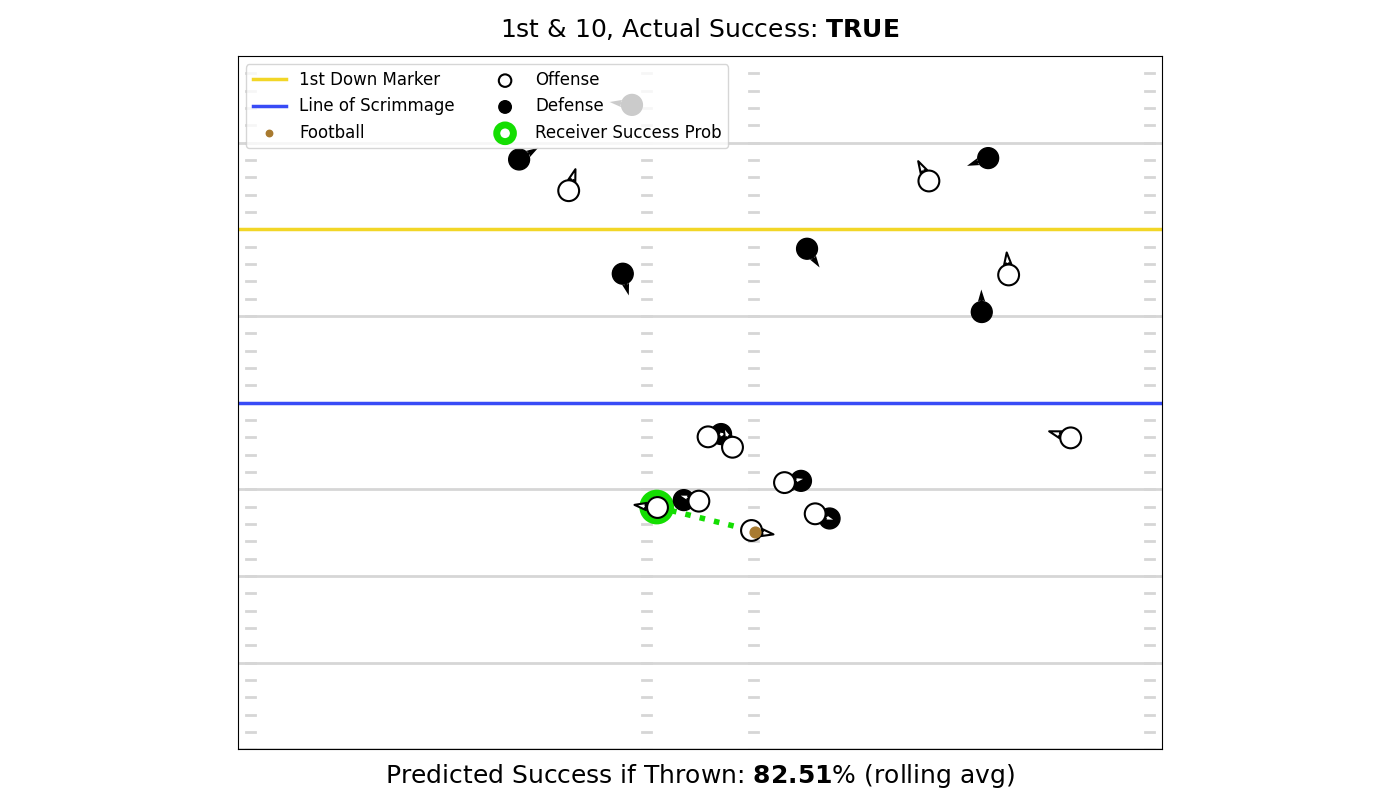 1st & 10, Actual Success: TRUE
1st Down Marker
Line of Scrimmage
Football
Offense
Defense
Receiver Success Prob
Predicted Success if Thrown: 82.51% (rolling avg)